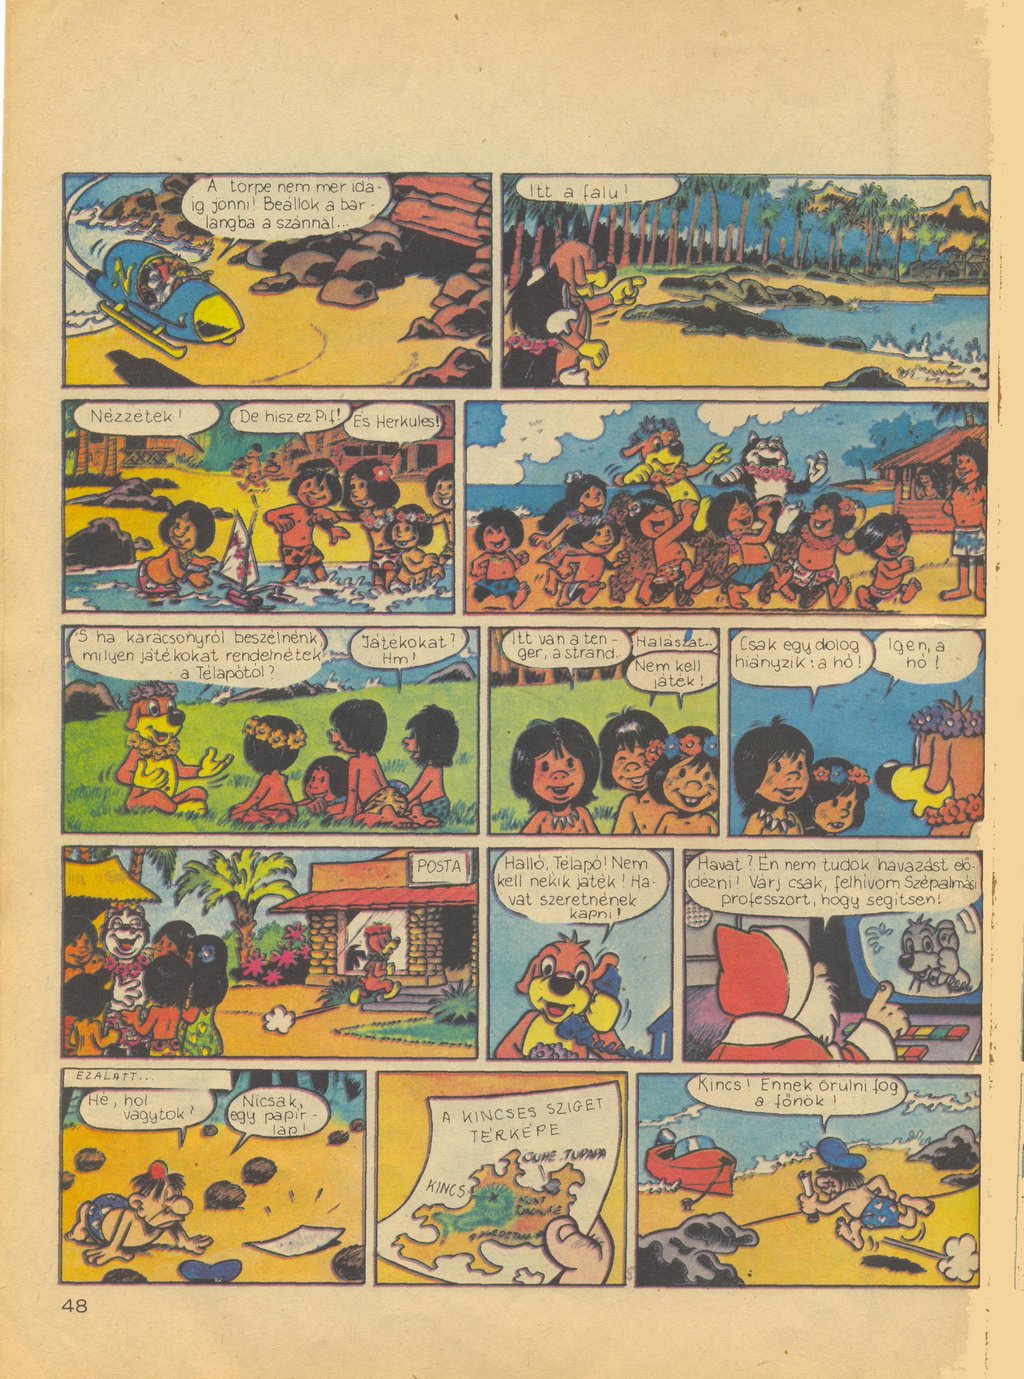 A törpe nem mer idá-
ig jönni! Beállok a bar-
langba a szánnal...
Itt a falu!
Nézzétek!
De hisz ez Pif!
És Herkules!
'S ha karácsonyról beszélnénk,
milyen játékokat rendelnétek
a Télapótól?
Játékokat?
Hm!
Itt van a ten-
ger, a strand..
Halászat..
Nem kell
játék!
Csak egy dolog
hiányzik: a hó!
Igen, a
hó!
POSTA
Halló, Télapó! Nem
kell nekik játék! Ha-
vat szeretnének
kapni!
Havat? Én nem tudok havazást elő-
idézni! Várj csak, felhívom Szépalmási
professzort, hogy segítsen!
EZALATT...
Hé, hol
vagytok?
Nicsak,
egy papír-
lap!
A KINCSES SZIGET
TÉRKÉPE
OUHÉ.TUPAPA
KINCS
MONT
Kincs! Ennek örülni fog
a főnök!
48